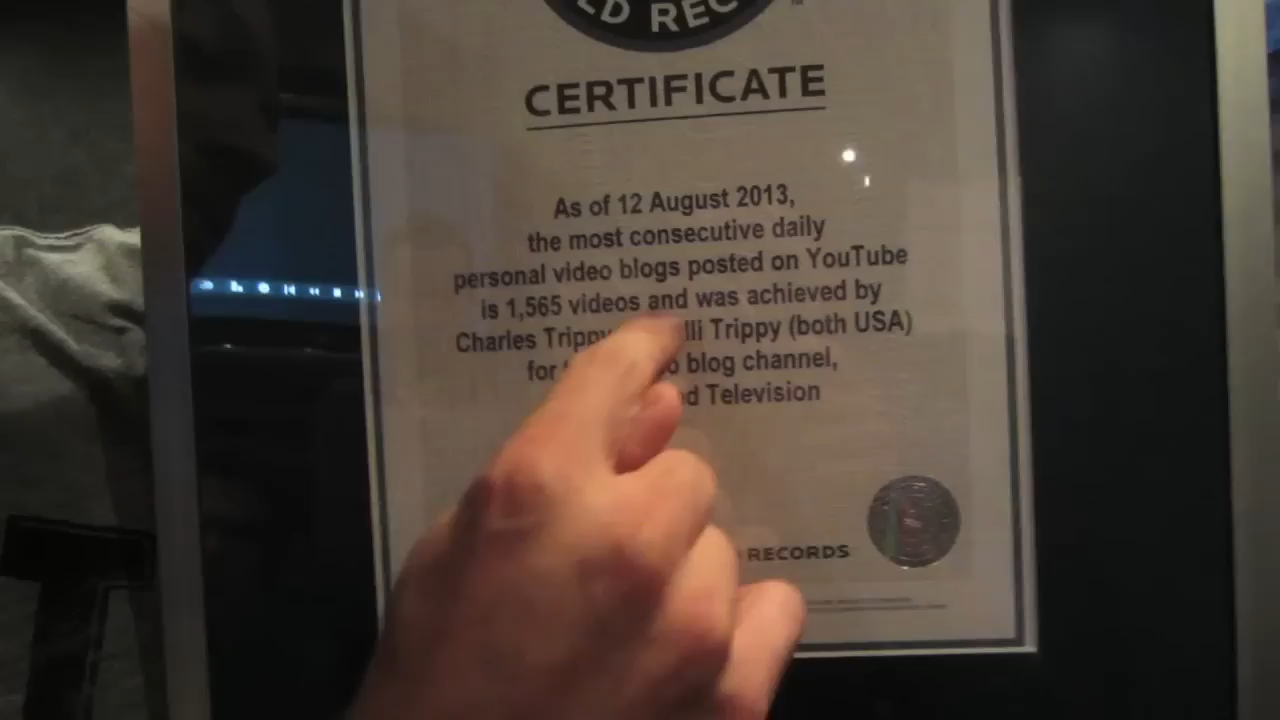 LD REC
CERTIFICATE
As of 12 August 2013,
the most consecutive daily
personal video blogs posted on YouTube
is 1,565 videos and was achieved by
Charles Trippy lli Trippy (both USA)
for blog channel,
d Television
RECORDS